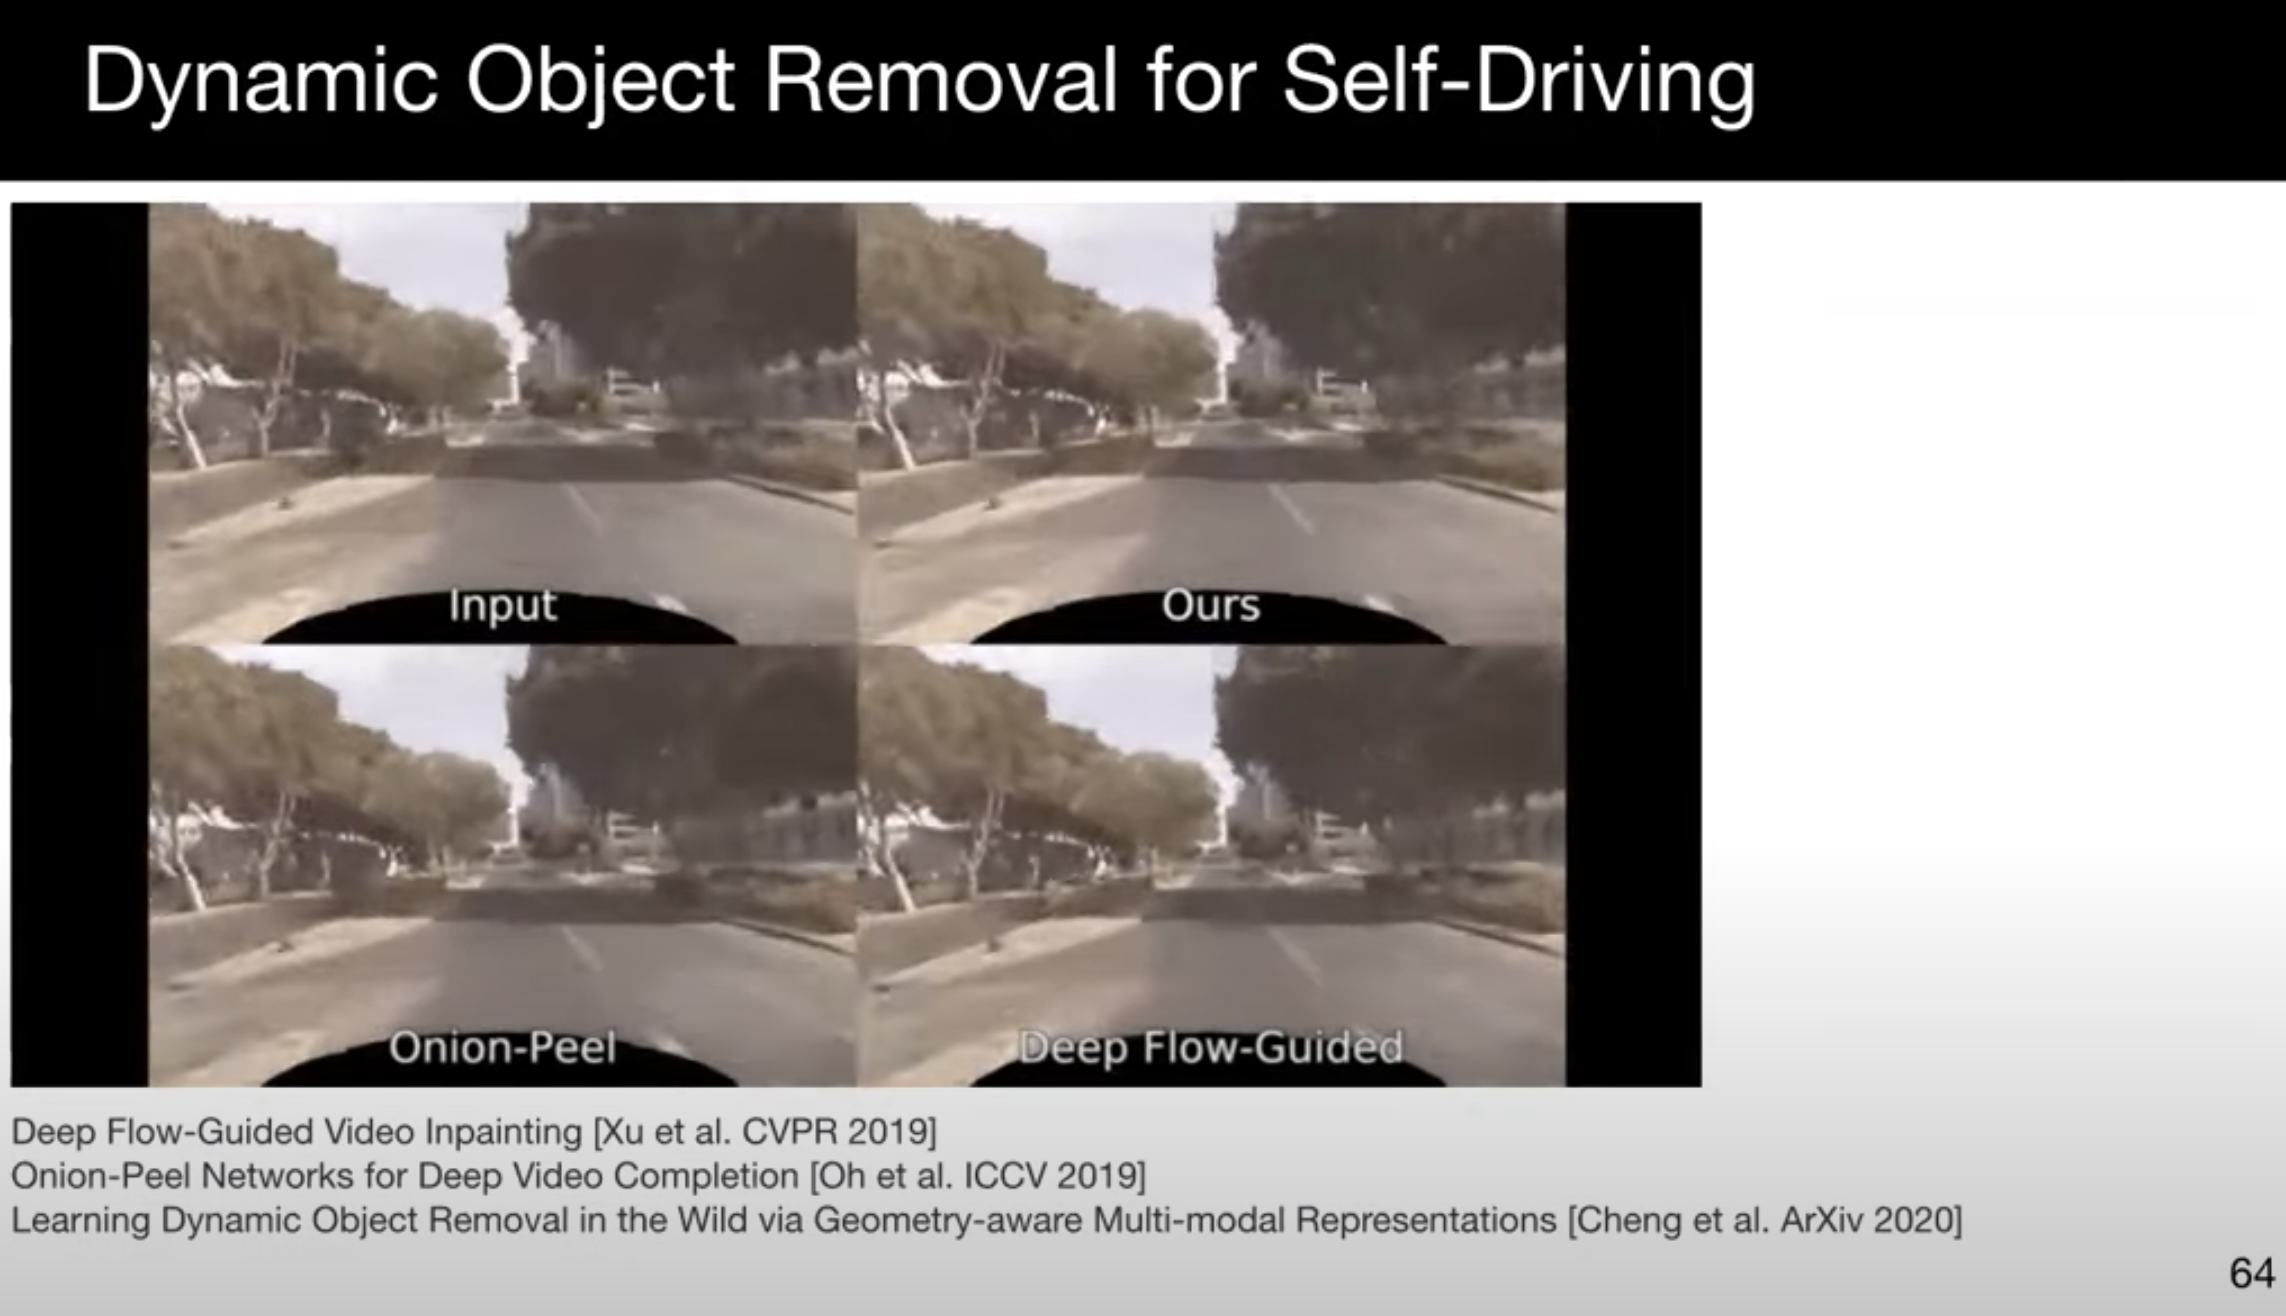 Dynamic Object Removal for Self-Driving
Input
Ours
Onion-Peel
Deep Flow-Guided
Deep Flow-Guided Video Inpainting [Xu et al. CVPR 2019]
Onion-Peel Networks for Deep Video Completion [Oh et al. ICCV 2019]
Learning Dynamic Object Removal in the Wild via Geometry-aware Multi-modal Representations [Cheng et al. ArXiv 2020]
64